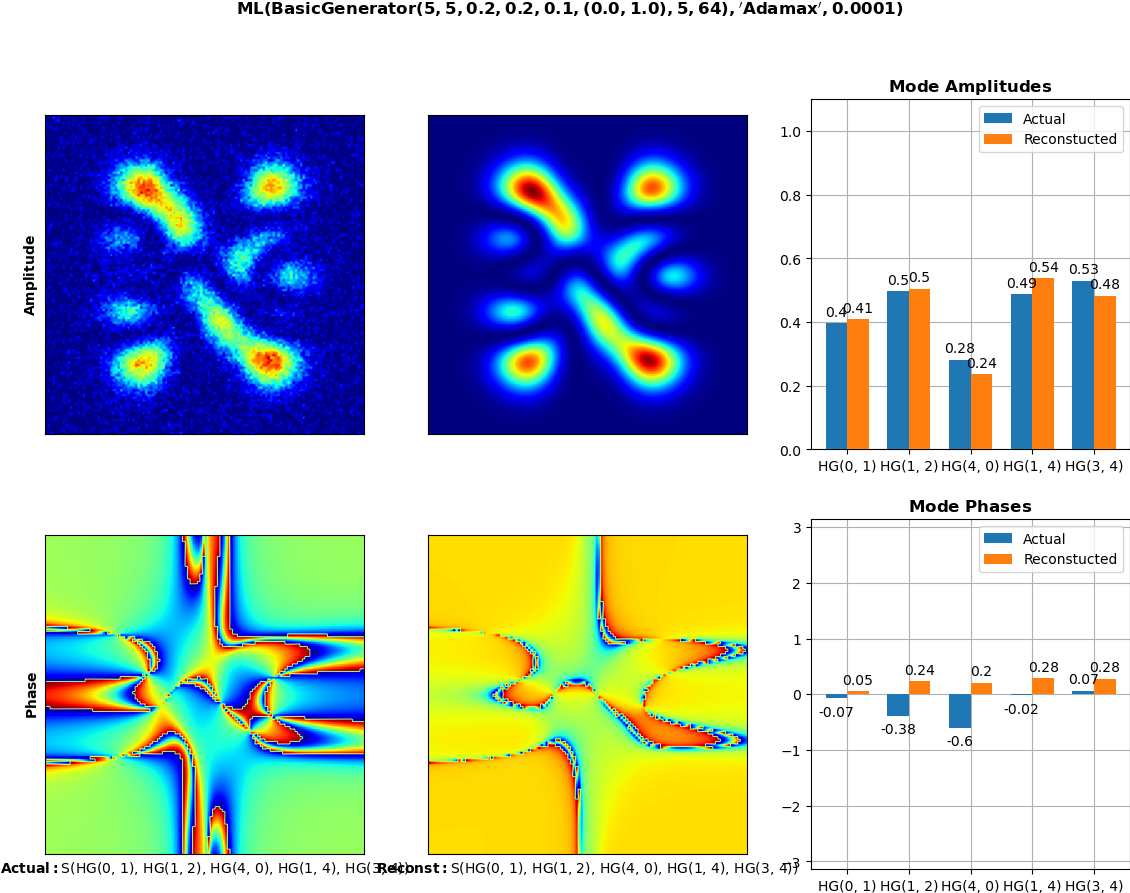 ML(BasicGenerator(5, 5, 0.2, 0.2, 0.1, (0.0, 1.0), 5, 64), 'Adamax', 0.0001)
Amplitude
Mode Amplitudes
Actual
Reconstucted
1.0
0.8
0.6
0.4
0.2
0.0
0.4
0.41
0.5
0.5
0.28
0.24
0.49
0.54
0.53
0.48
HG(0, 1)
HG(1, 2)
HG(4, 0)
HG(1, 4)
HG(3, 4)
Phase
Mode Phases
Actual
Reconstucted
3
2
1
0
−1
−2
−3
-0.07
0.05
-0.38
0.24
-0.6
0.2
-0.02
0.28
0.07
0.28
HG(0, 1)
HG(1, 2)
HG(4, 0)
HG(1, 4)
HG(3, 4)
Actual: S(HG(0, 1), HG(1, 2), HG(4, 0), HG(1, 4), HG(3, 4))
Reconst: S(HG(0, 1), HG(1, 2), HG(4, 0), HG(1, 4), HG(3, 4))